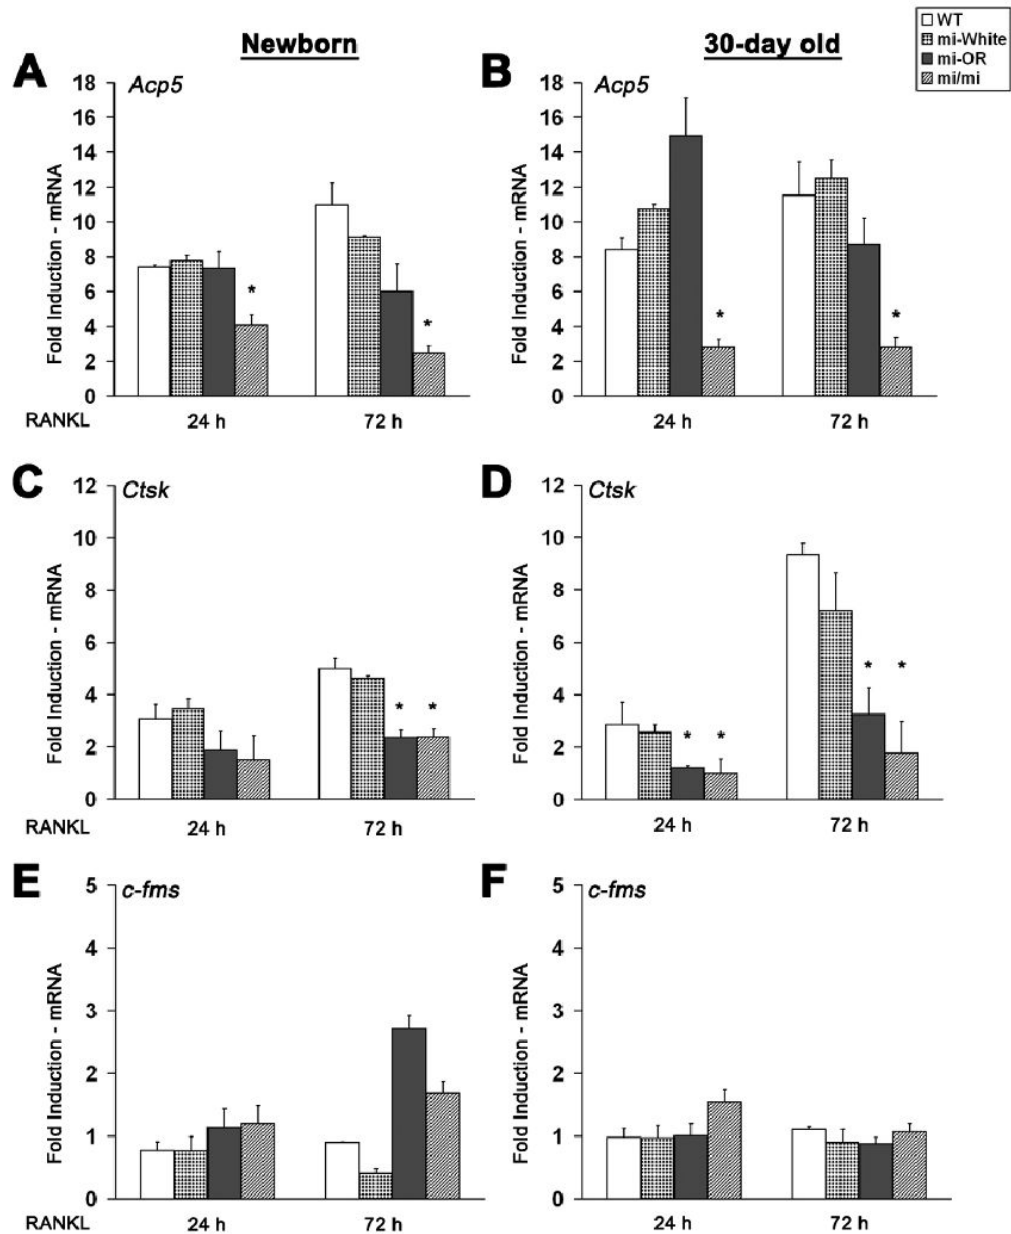 WT
mi-White
mi-OR
mi/mi
Newborn
30-day old
A
Acp5
18
16
14
12
10
8
6
4
2
0
Fold Induction - mRNA
*
*
RANKL
24 h
72 h
B
Acp5
18
16
14
12
10
8
6
4
2
0
Fold Induction - mRNA
*
*
24 h
72 h
C
Ctsk
12
10
8
6
4
2
0
Fold Induction - mRNA
*
*
RANKL
24 h
72 h
D
Ctsk
12
10
8
6
4
2
0
Fold Induction - mRNA
*
*
*
*
24 h
72 h
E
c-fms
5
4
3
2
1
0
Fold Induction - mRNA
RANKL
24 h
72 h
F
c-fms
5
4
3
2
1
0
Fold Induction - mRNA
24 h
72 h